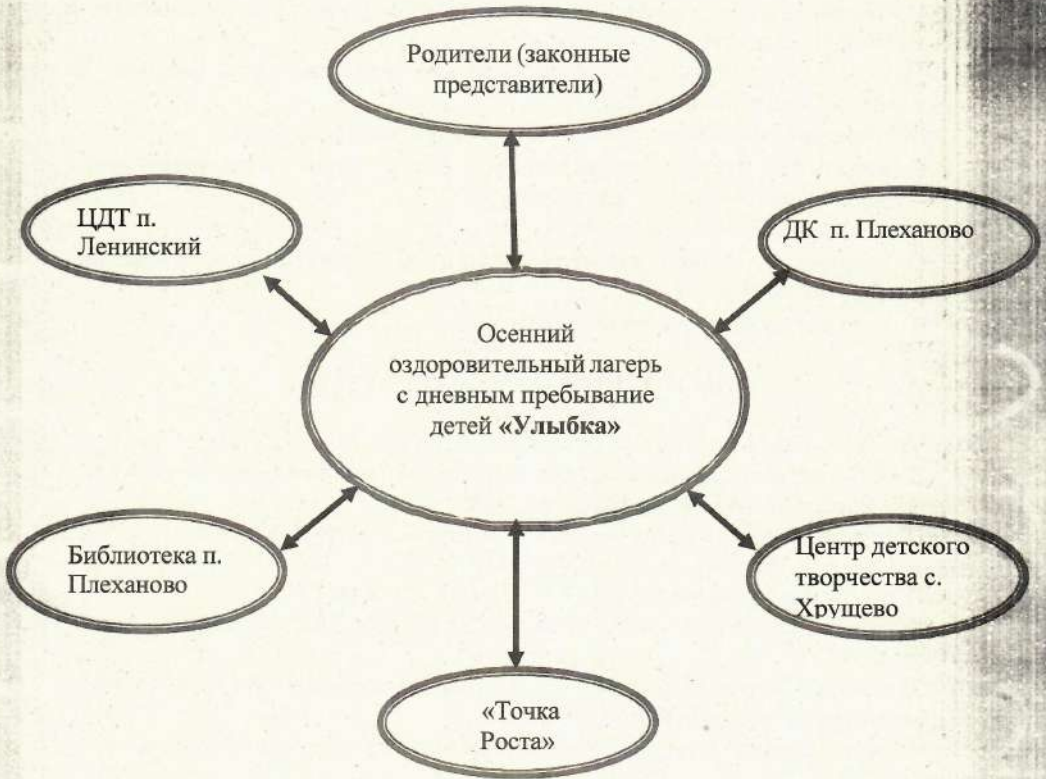 Родители (законные
представители)
ЦДТ п.
Ленинский
ДК п. Плеханово
Осенний
оздоровительный лагерь
с дневным пребывание
детей «Улыбка»
Библиотека п.
Плеханово
Центр детского
творчества с.
Хрущево
«Точка
Роста»